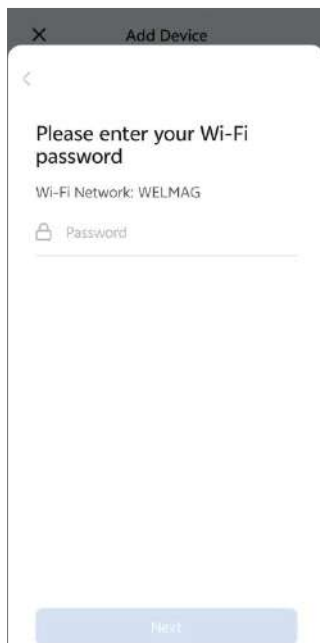 Add Device
Please enter your Wi-Fi
password
Wi-Fi Network: WELMAG
Password
Next